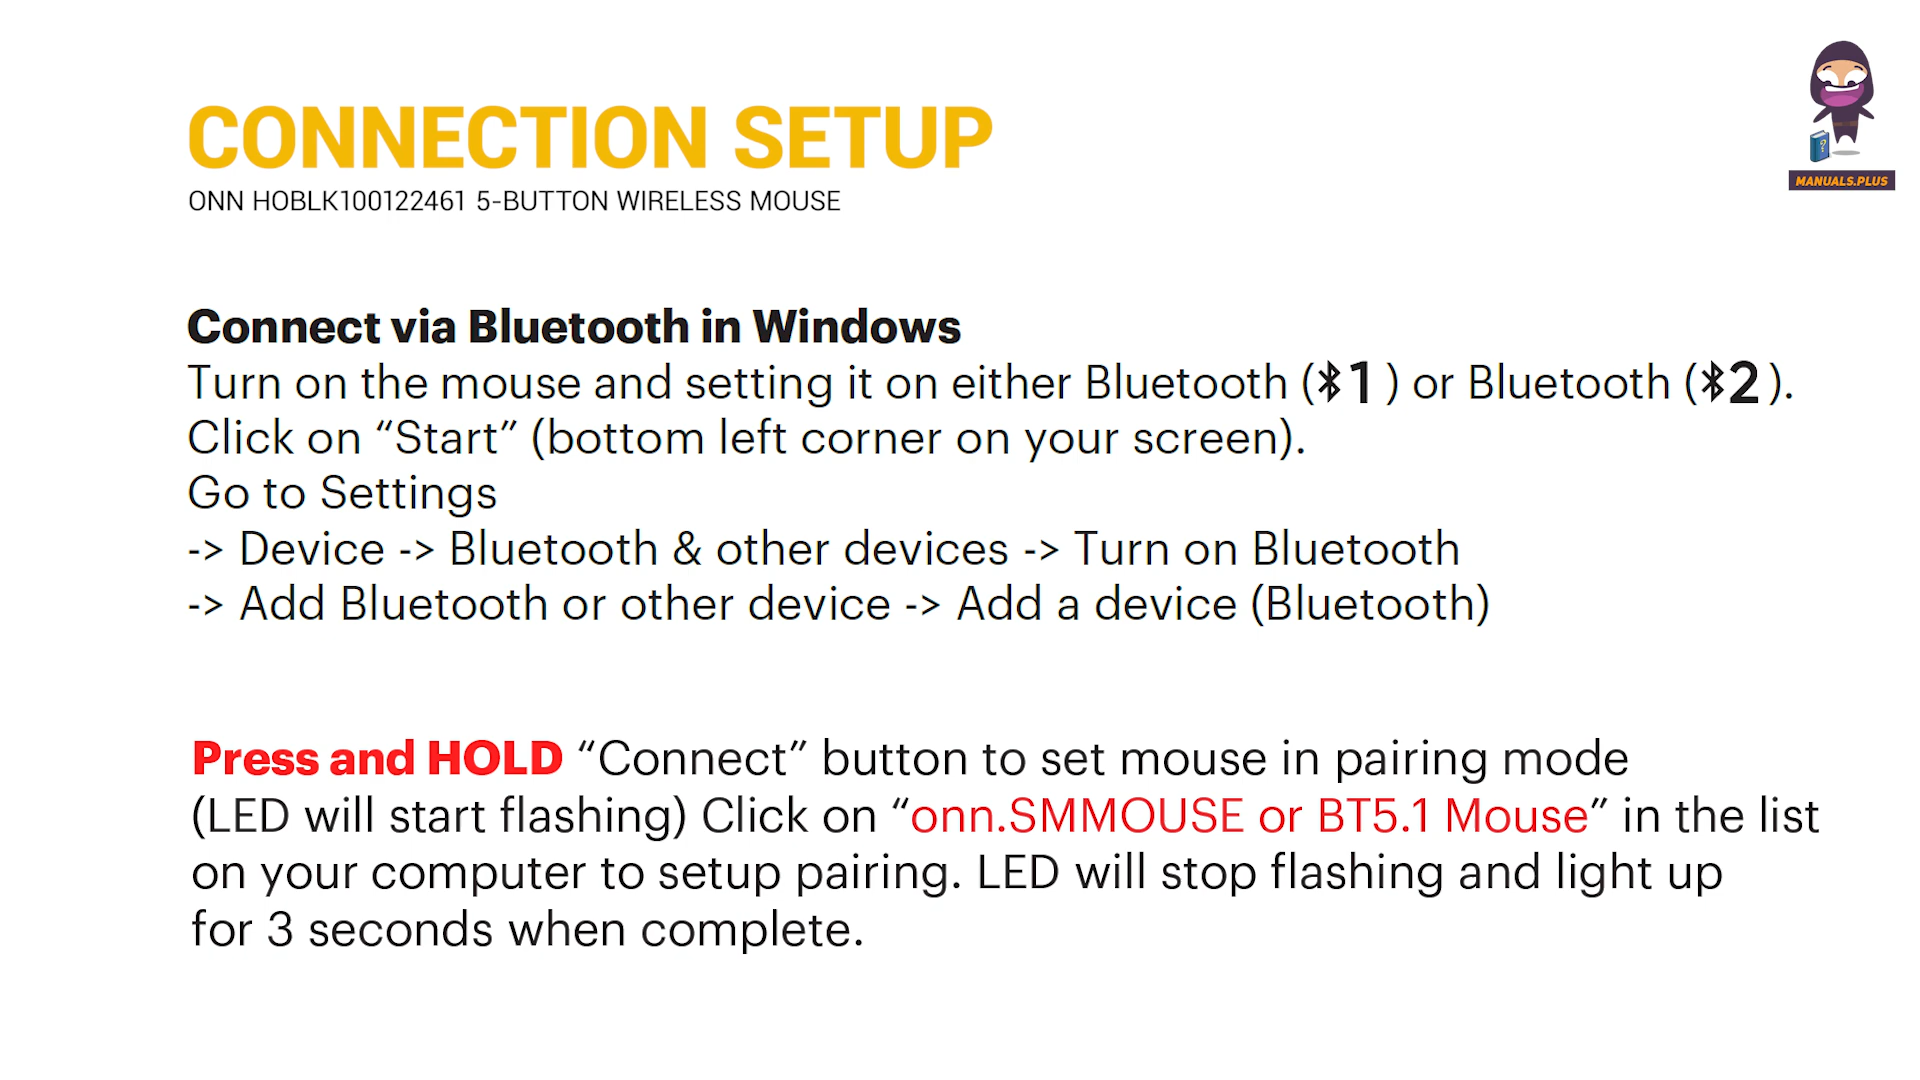 CONNECTION SETUP
ONN HOBLK100122461 5-BUTTON WIRELESS MOUSE
MANUALS.PLUS
Connect via Bluetooth in Windows
Turn on the mouse and setting it on either Bluetooth (1) or Bluetooth (2).
Click on “Start” (bottom left corner on your screen).
Go to Settings
-> Device -> Bluetooth & other devices -> Turn on Bluetooth
-> Add Bluetooth or other device -> Add a device (Bluetooth)
Press and HOLD “Connect” button to set mouse in pairing mode
(LED will start flashing) Click on “onn.SMMOUSE or BT5.1 Mouse” in the list
on your computer to setup pairing. LED will stop flashing and light up
for 3 seconds when complete.